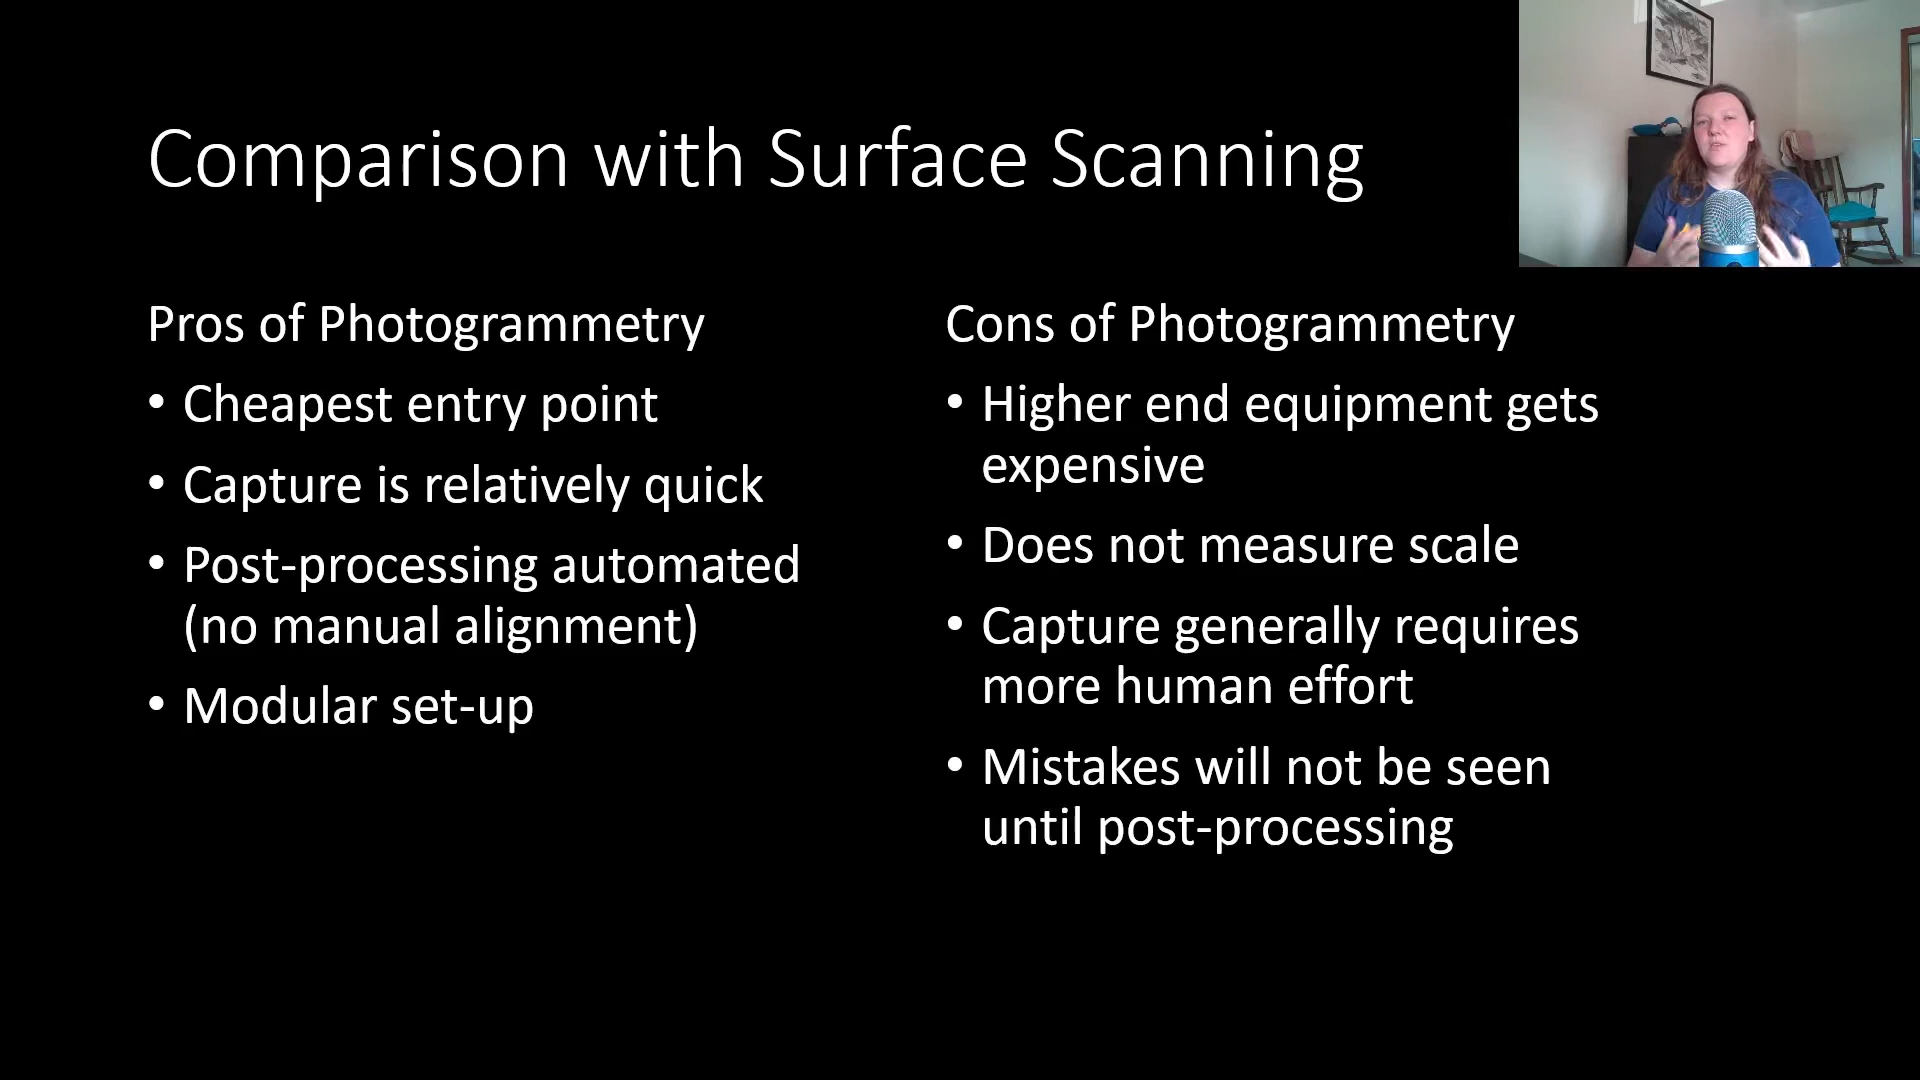 Comparison with Surface Scanning
Pros of Photogrammetry
• Cheapest entry point
• Capture is relatively quick
• Post-processing automated
(no manual alignment)
• Modular set-up
Cons of Photogrammetry
• Higher end equipment gets
expensive
• Does not measure scale
• Capture generally requires
more human effort
• Mistakes will not be seen
until post-processing